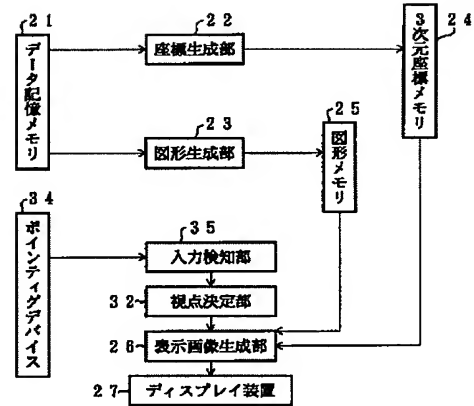 21
データ記憶メモリ
22
座標生成部
3次元座標メモリ
24
23
図形生成部
25
図形メモリ
34
ポインティグデバイス
35
入力検知部
32
視点決定部
26
表示画像生成部
27
ディスプレイ装置